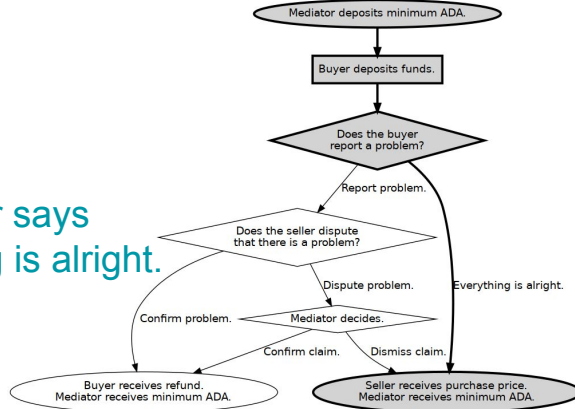 Mediator deposits minimum ADA.
Buyer deposits funds.
Does the buyer
report a problem?
Report problem.
says
is alright.
Does the seller dispute
that there is a problem?
Dispute problem.
Everything is alright.
Confirm problem.
Mediator decides.
Confirm claim.
Dismiss claim.
Buyer receives refund.
Mediator receives minimum ADA.
Seller receives purchase price.
Mediator receives minimum ADA.